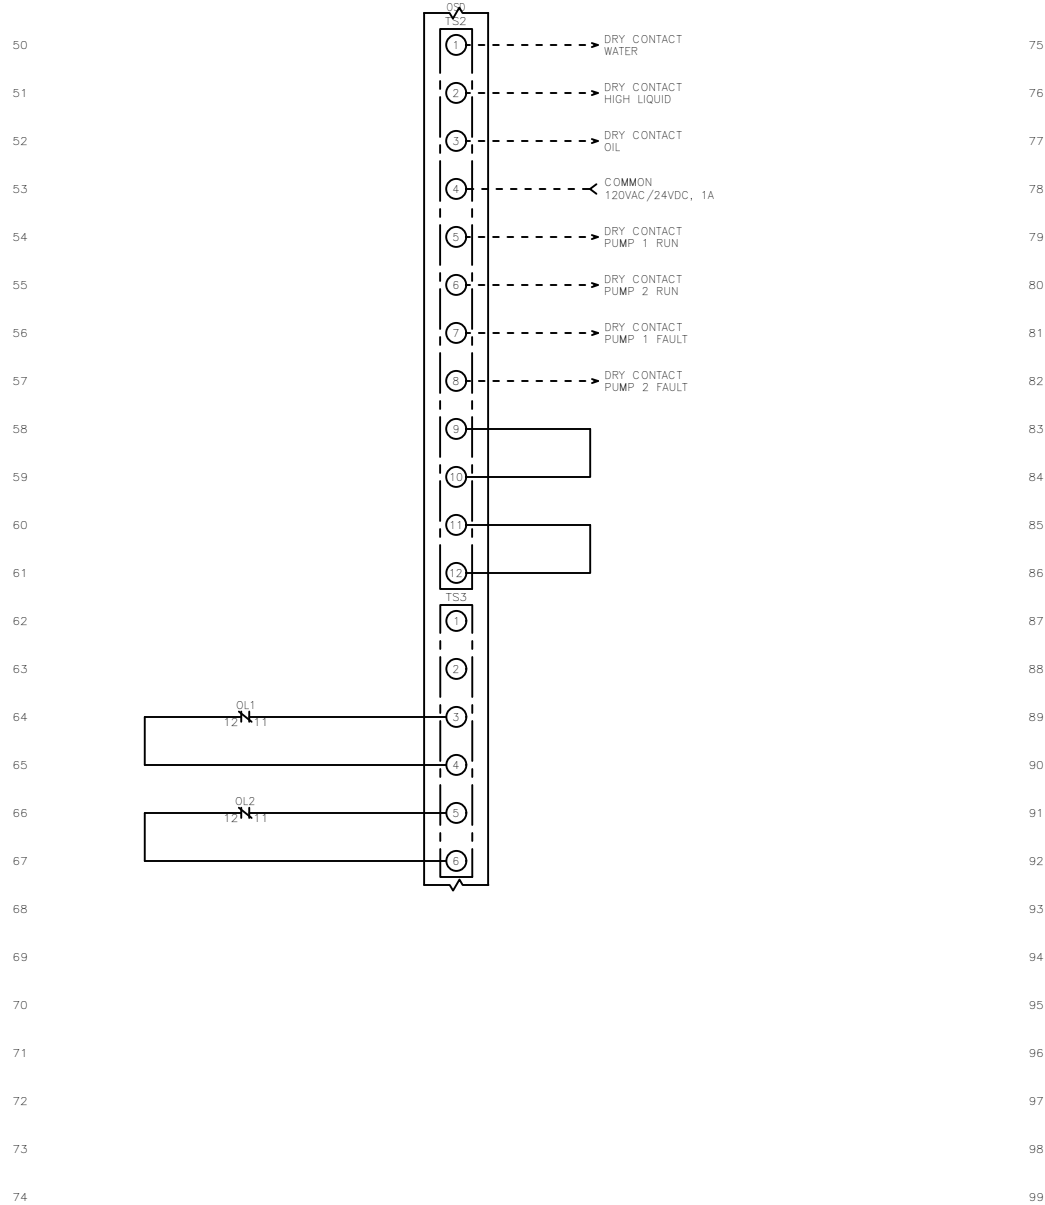 OSD
TS2
50 1 DRY CONTACT 75
WATER
51 2 DRY CONTACT 76
HIGH LIQUID
52 3 DRY CONTACT 77
OIL
53 4 COMMON 78
120VAC/24VDC, 1A
54 5 DRY CONTACT 79
PUMP 1 RUN
55 6 DRY CONTACT 80
PUMP 2 RUN
56 7 DRY CONTACT 81
PUMP 1 FAULT
57 8 DRY CONTACT 82
PUMP 2 FAULT
58 9 83
59 10 84
60 11 85
61 12 86
TS3
62 1 87
63 2 88
OL1
64 3 89
12 11
65 4 90
OL2
66 5 91
12 11
67 6 92
68 93
69 94
70 95
71 96
72 97
73 98
74 99